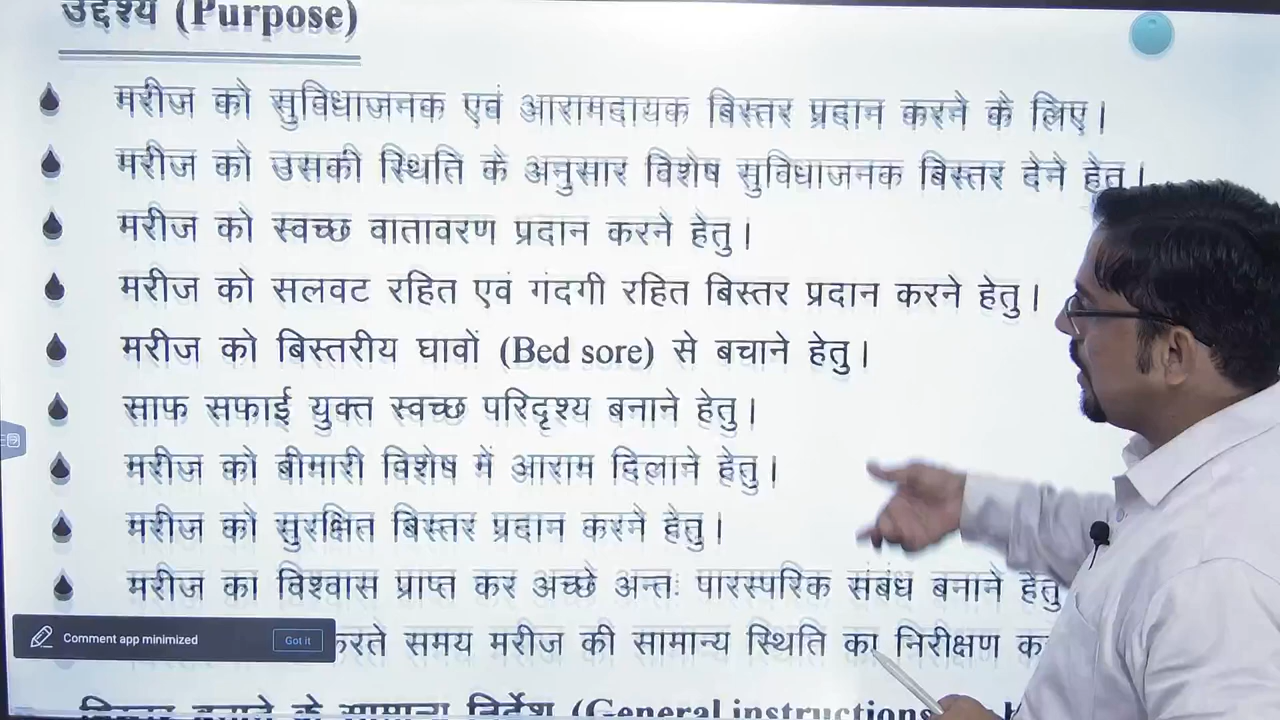 उद्देश्य (Purpose)
मरीज को सुविधाजनक एवं आरामदायक बिस्तर प्रदान करने के लिए।
मरीज को उसकी स्थिति के अनुसार विशेष सुविधाजनक बिस्तर देने हेतु।
मरीज को स्वच्छ वातावरण प्रदान करने हेतु।
मरीज को सलवट रहित एवं गंदगी रहित बिस्तर प्रदान करने हेतु।
मरीज को बिस्तरीय घावों (Bed sore) से बचाने हेतु।
साफ सफाई युक्त स्वच्छ परिदृश्य बनाने हेतु।
मरीज को बीमारी विशेष में आराम दिलाने हेतु।
मरीज को सुरक्षित बिस्तर प्रदान करने हेतु।
मरीज का विश्वास प्राप्त कर अच्छे अन्तः पारस्परिक संबंध बनाने हेतु
Comment app minimized Got it
करते समय मरीज की सामान्य स्थिति का निरीक्षण
बिस्तर बनाने के सामान्य निर्देश (General instructions